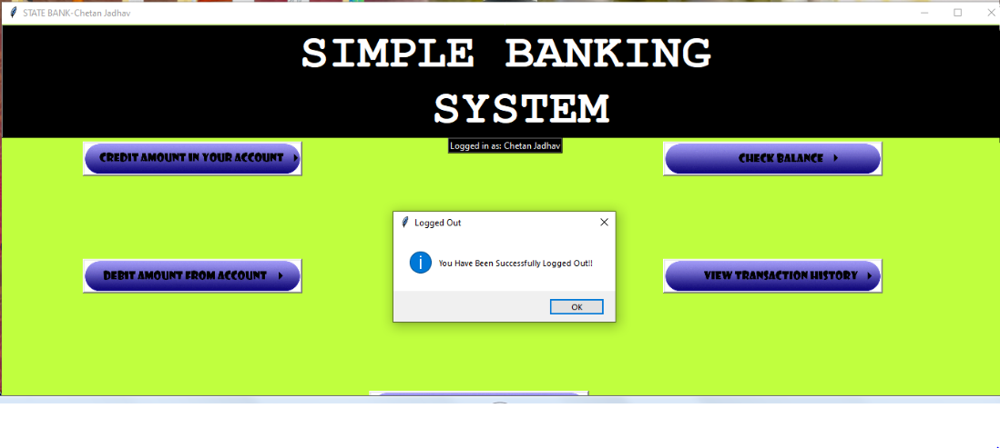 STATE BANK-Chetan Jadhav
SIMPLE BANKING
SYSTEM
Logged in as: Chetan Jadhav
CREDIT AMOUNT IN YOUR ACCOUNT
CHECK BALANCE
Logged Out
You Have Been Successfully Logged Out!!
OK
DEBIT AMOUNT FROM ACCOUNT
VIEW TRANSACTION HISTORY